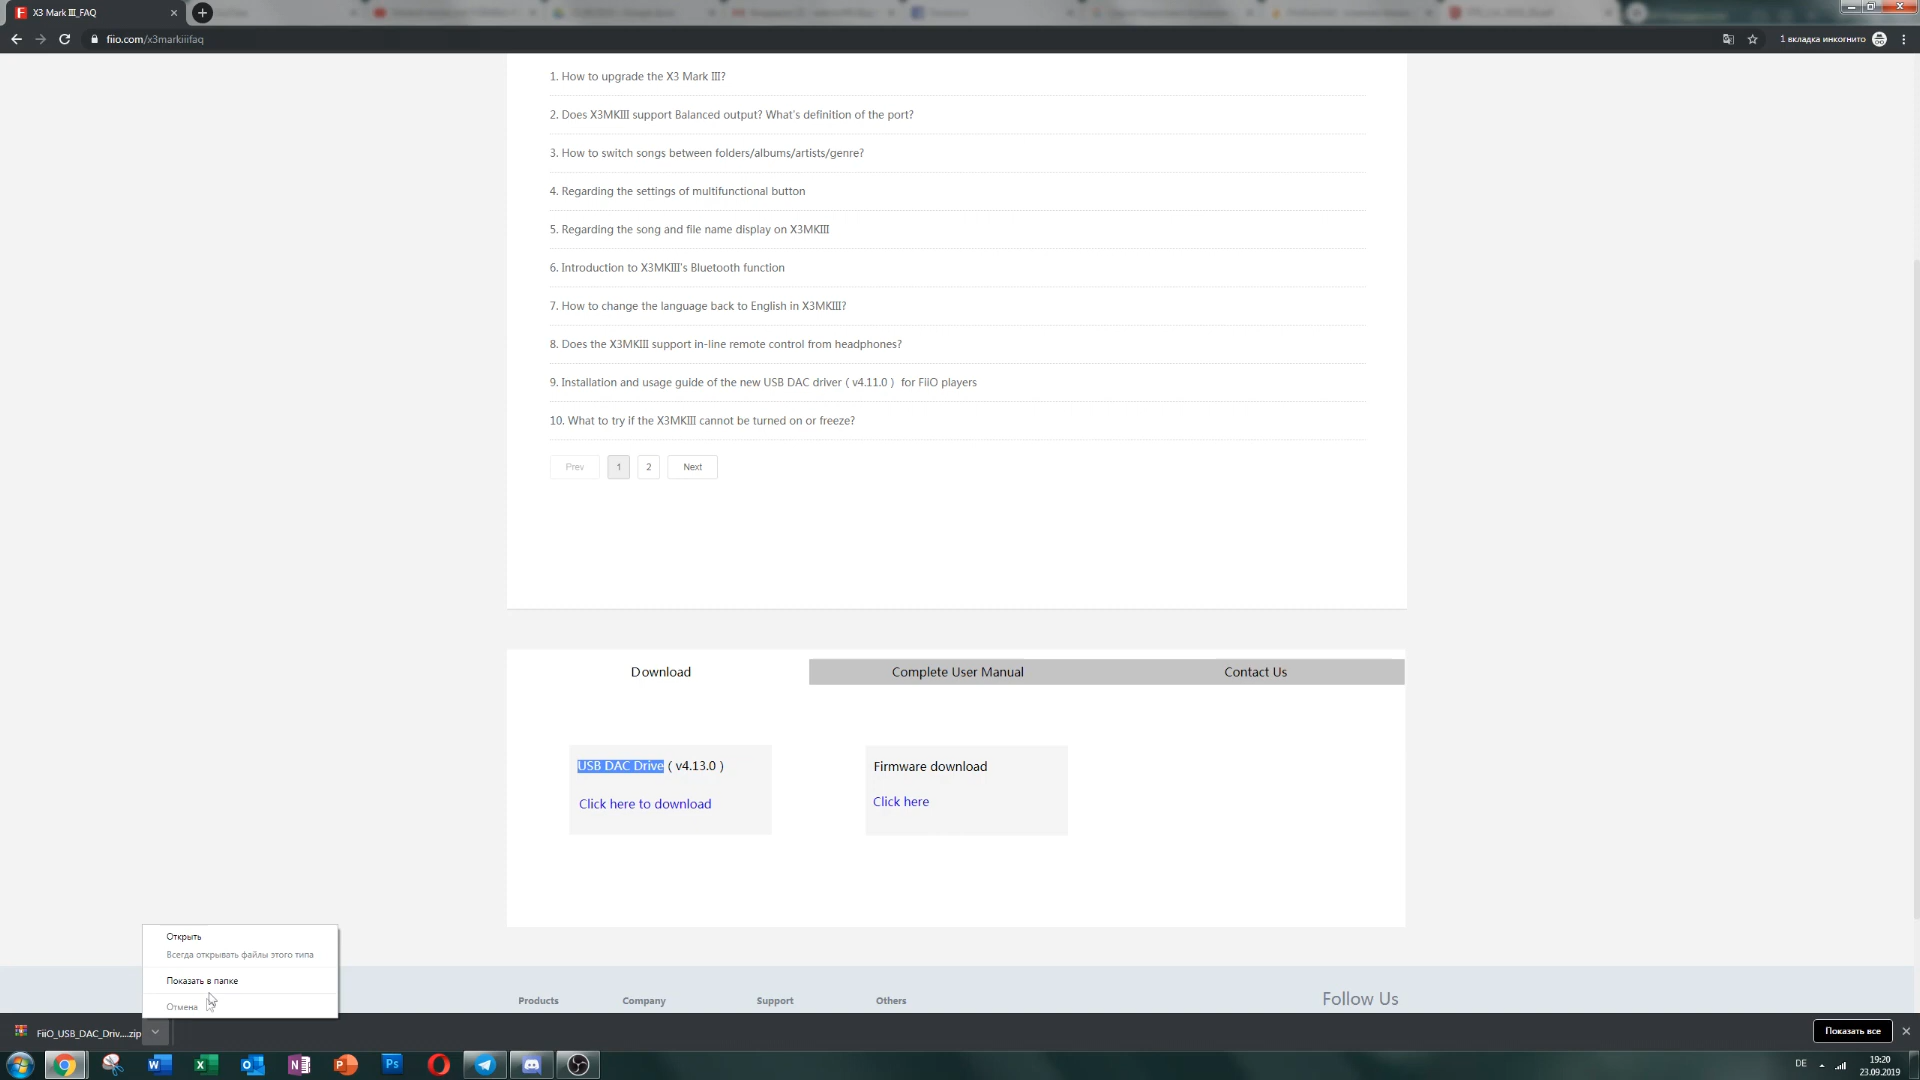 X3 Mark III_FAQ
fiio.com/x3markiiifaq
1 вкладка инкогнито
1. How to upgrade the X3 Mark III?
2. Does X3MKIII support Balanced output? What's definition of the port?
3. How to switch songs between folders/albums/artists/genre?
4. Regarding the settings of multifunctional button
5. Regarding the song and file name display on X3MKIII
6. Introduction to X3MKIII's Bluetooth function
7. How to change the language back to English in X3MKIII?
8. Does the X3MKIII support in-line remote control from headphones?
9. Installation and usage guide of the new USB DAC driver ( v4.11.0 ) for FiiO players
10. What to try if the X3MKIII cannot be turned on or freeze?
Prev 1 2 Next
Download Complete User Manual Contact Us
USB DAC Drive ( v4.13.0 )
Click here to download
Firmware download
Click here
Открыть
Всегда открывать файлы этого типа
Показать в папке
Отмена
Products Company Support Others Follow Us
FiiO_USB_DAC_Driv....zip
Показать все
DE
19:20
23.09.2019